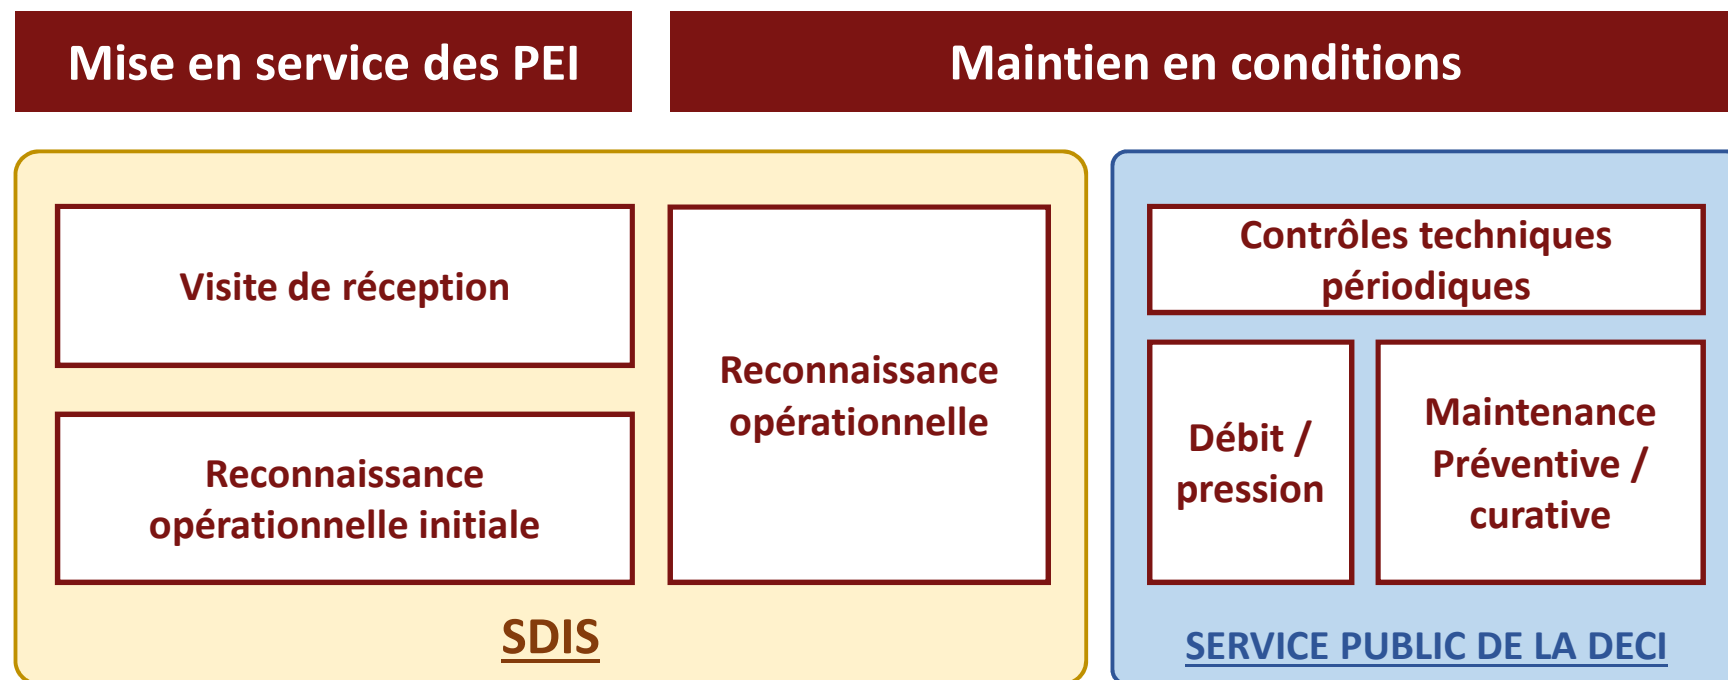 Mise en service des PEI
Maintien en conditions
Visite de réception
Reconnaissance
opérationnelle initiale
Reconnaissance
opérationnelle
SDIS
Contrôles techniques
périodiques
Débit /
pression
Maintenance
Préventive /
curative
SERVICE PUBLIC DE LA DECI